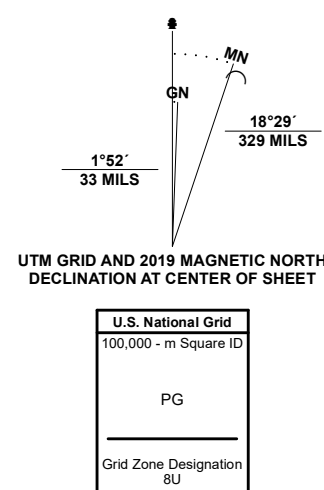 MN
GN
18°29´
329 MILS
1°52´
33 MILS
UTM GRID AND 2019 MAGNETIC NORTH
DECLINATION AT CENTER OF SHEET
U.S. National Grid
100,000 - m Square ID
PG
Grid Zone Designation
8U